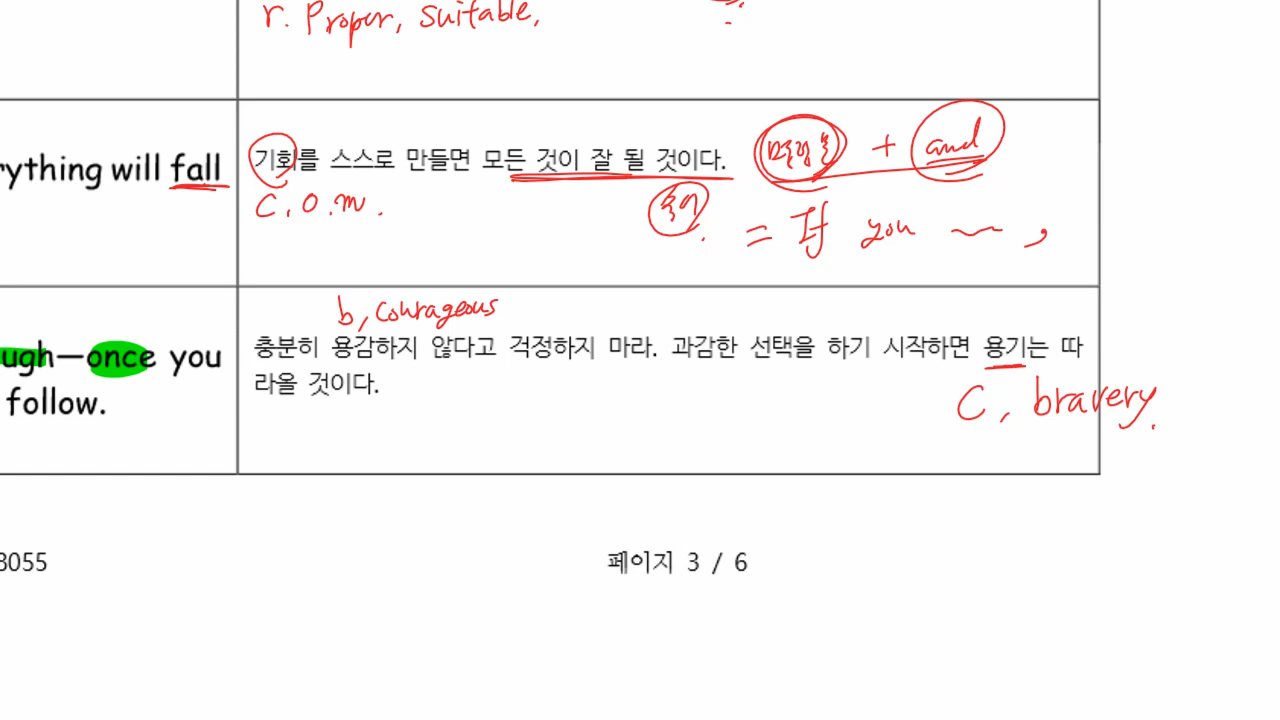 r. Proper, suitable,
rything will fall
기회를 스스로 만들면 모든 것이 잘 될 것이다.
명령문 + and
C. O. m.
숙어.
= If you ~ ,
b, courageous
ugh—once you
follow.
충분히 용감하지 않다고 걱정하지 마라. 과감한 선택을 하기 시작하면 용기는 따
라올 것이다.
C, bravery.
3055
페이지 3 / 6